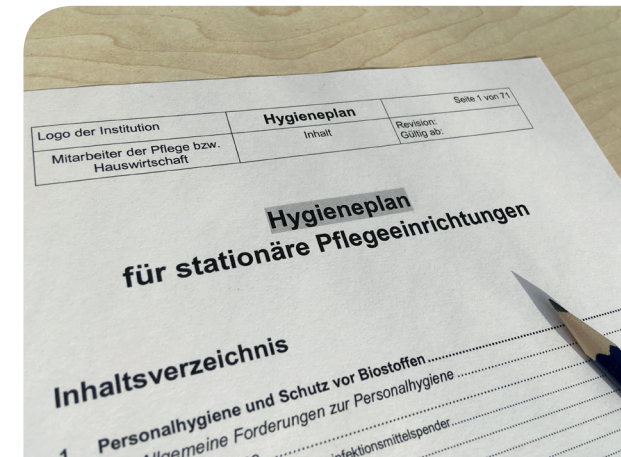 Logo der Institution
Hygieneplan
Seite 1 von 71
Mitarbeiter der Pflege bzw.
Hauswirtschaft
Inhalt
Revision:
Gültig ab:
Hygieneplan
für stationäre Pflegeeinrichtungen
Inhaltsverzeichnis
1 Personalhygiene und Schutz vor Biostoffen
Allgemeine Forderungen zur Personalhygiene